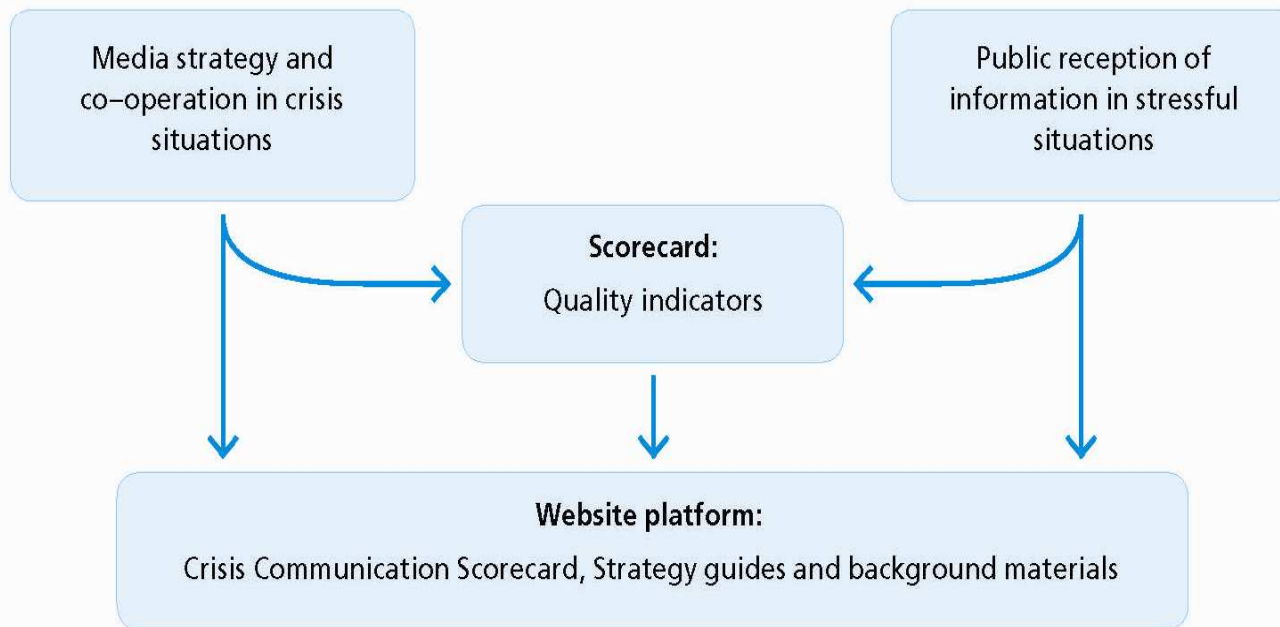 Media strategy and
co–operation in crisis
situations
Public reception of
information in stressful
situations
Scorecard:
Quality indicators
Website platform:
Crisis Communication Scorecard, Strategy guides and background materials